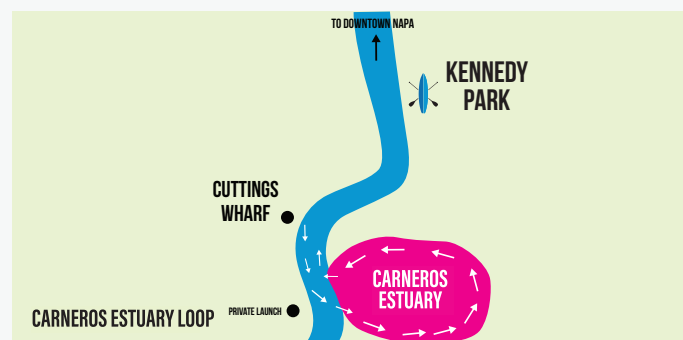 TO DOWNTOWN NAPA
KENNEDY
PARK
CUTTINGS
WHARF
CARNEROS
ESTUARY
PRIVATE LAUNCH
CARNEROS ESTUARY LOOP